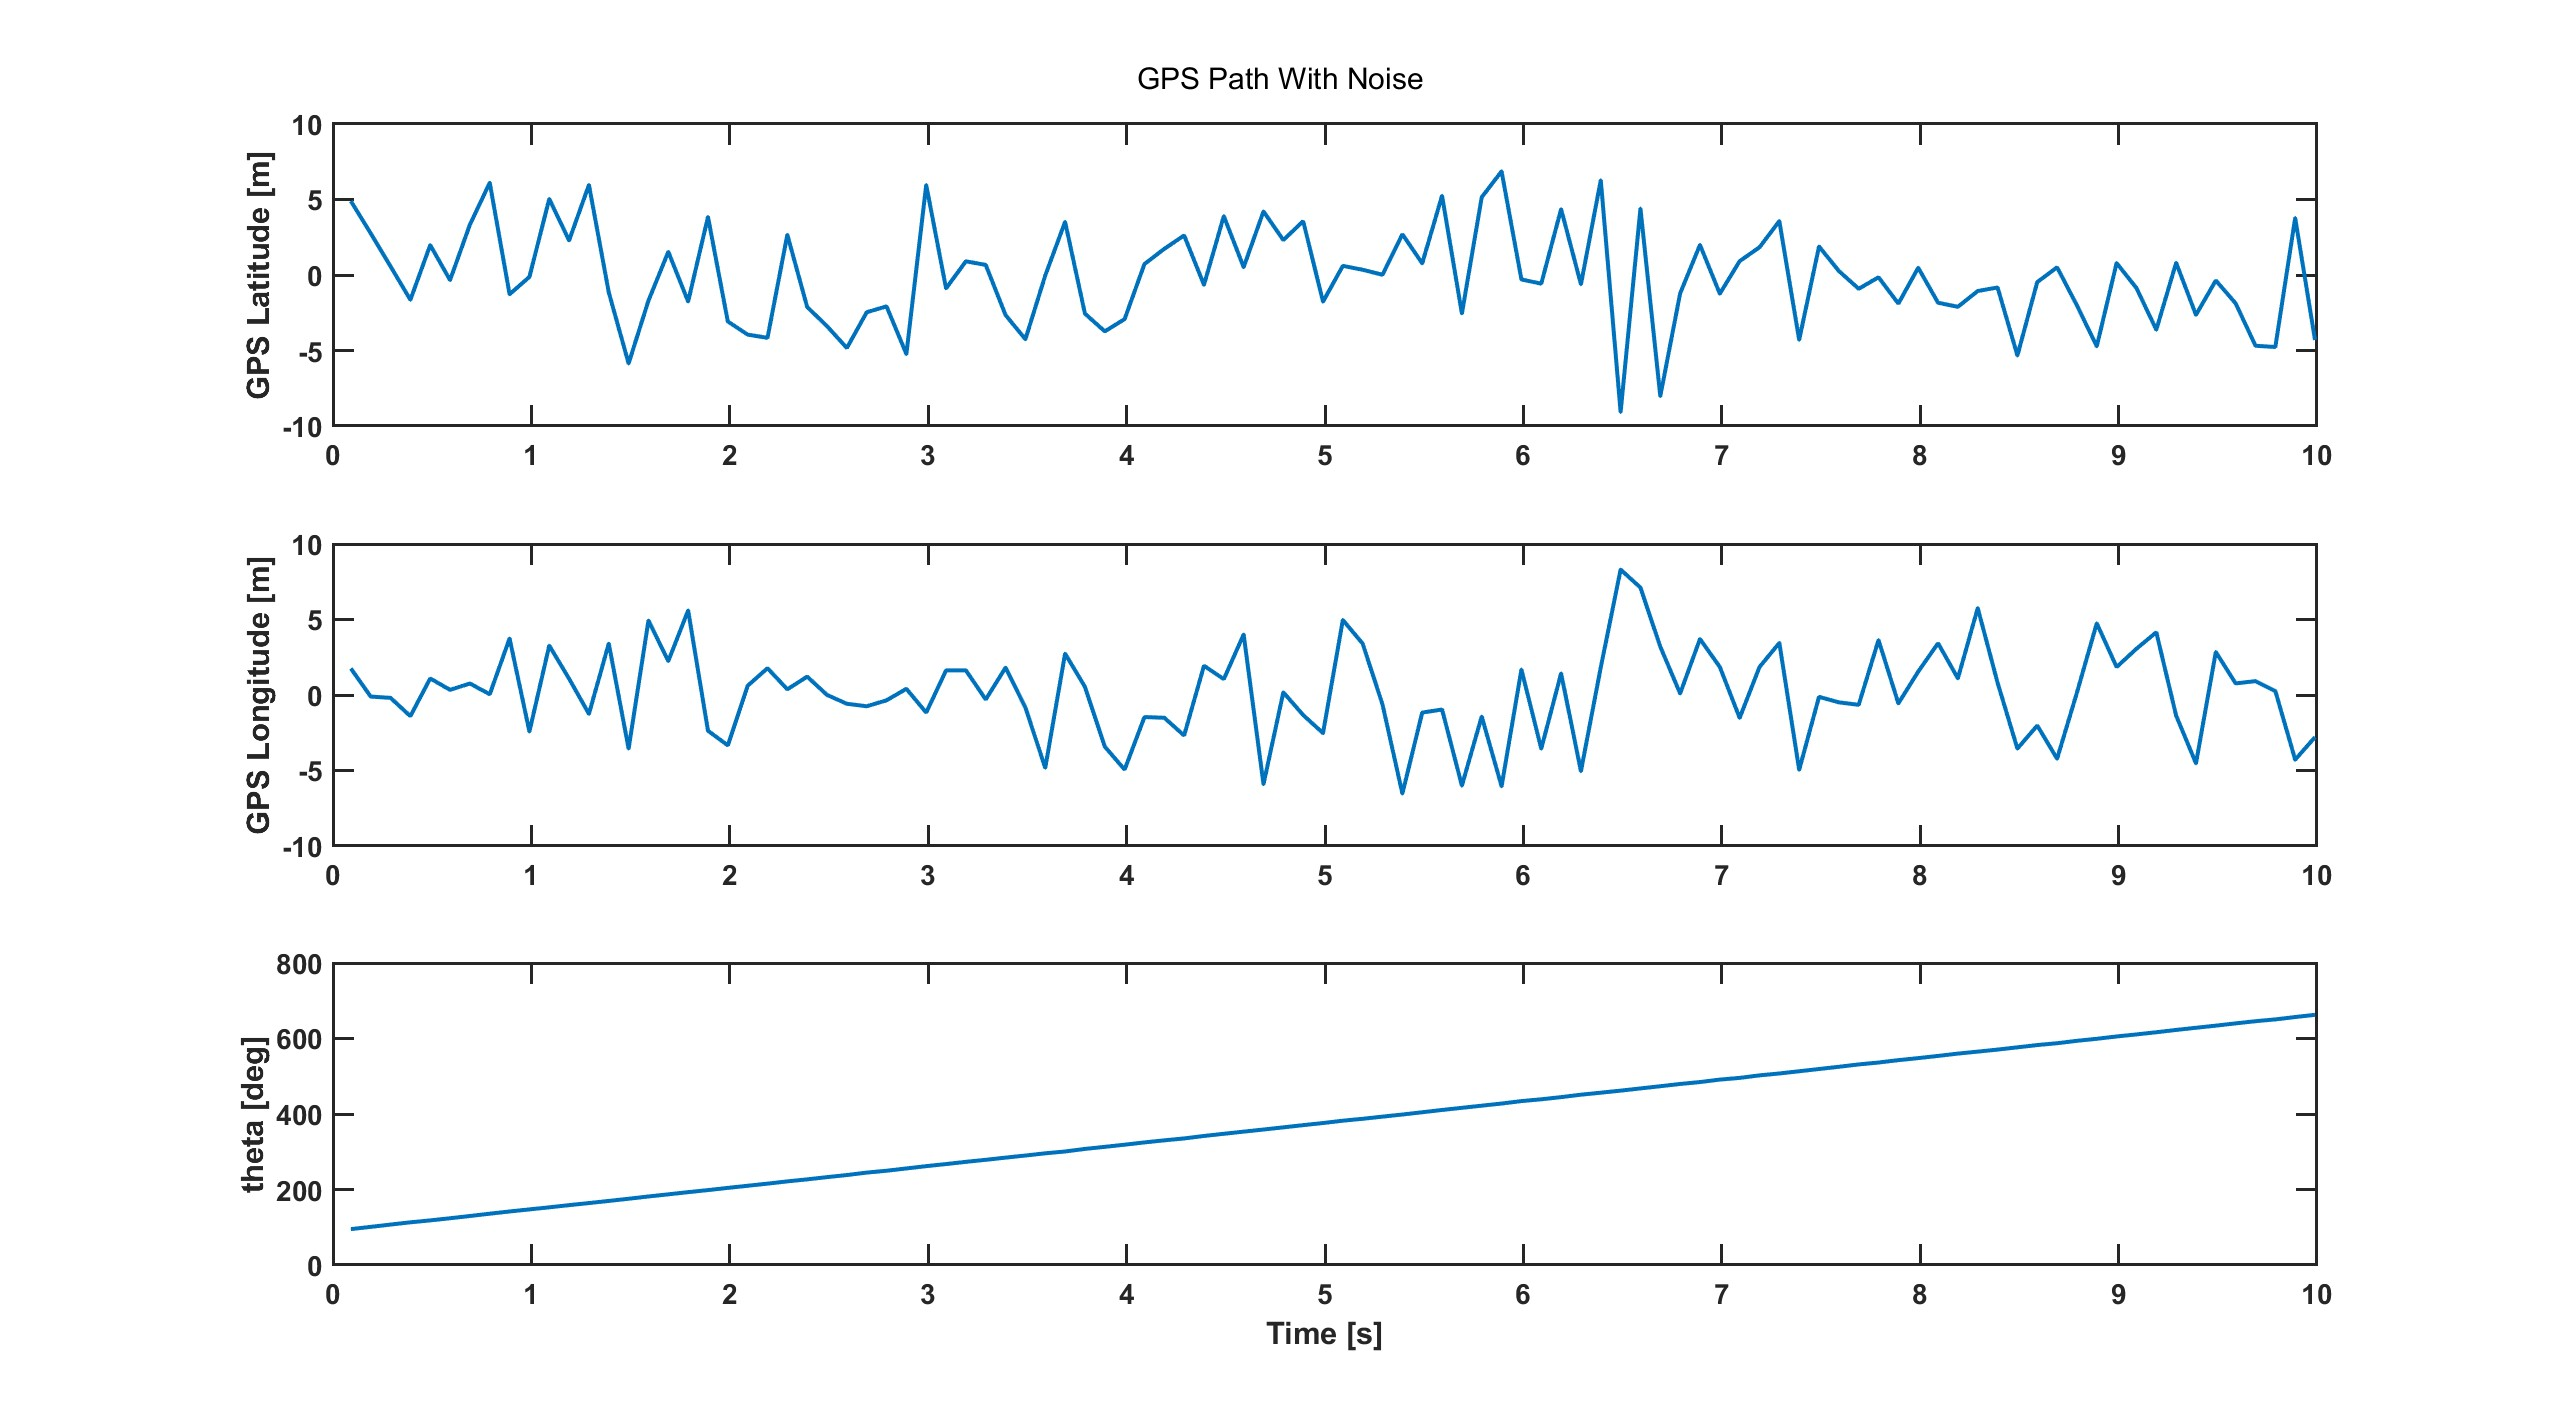 GPS Path With Noise
10
5
0
-5
-10
GPS Latitude [m]
0 1 2 3 4 5 6 7 8 9 10
10
5
0
-5
-10
GPS Longitude [m]
0 1 2 3 4 5 6 7 8 9 10
800
600
400
200
0
theta [deg]
0 1 2 3 4 5 6 7 8 9 10
Time [s]